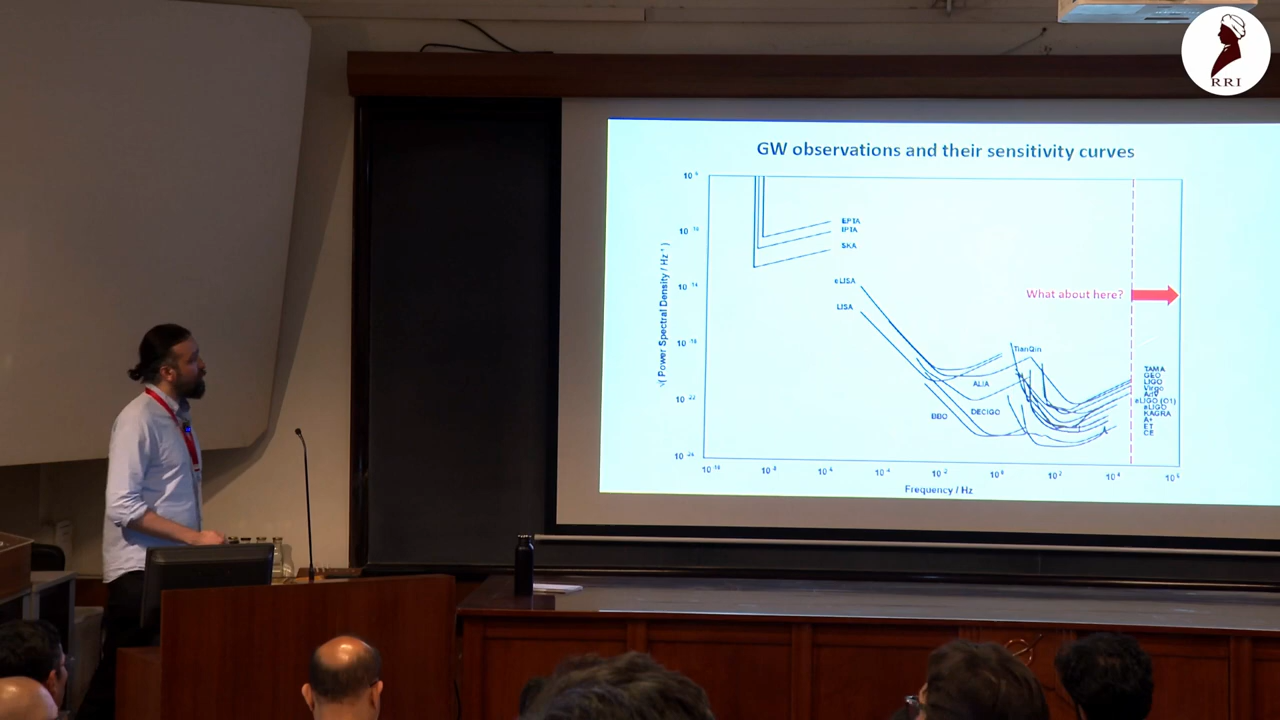 RRI
GW observations and their sensitivity curves
√( Power Spectral Density / Hz⁻¹ )
EPTA
IPTA
SKA
eLISA
LISA
What about here?
TianQin
ALIA
BBO
DECIGO
TAMA
GEO
LIGO
Virgo
AdV
aLIGO (O1)
aLIGO
KAGRA
A+
ET
CE
Frequency / Hz